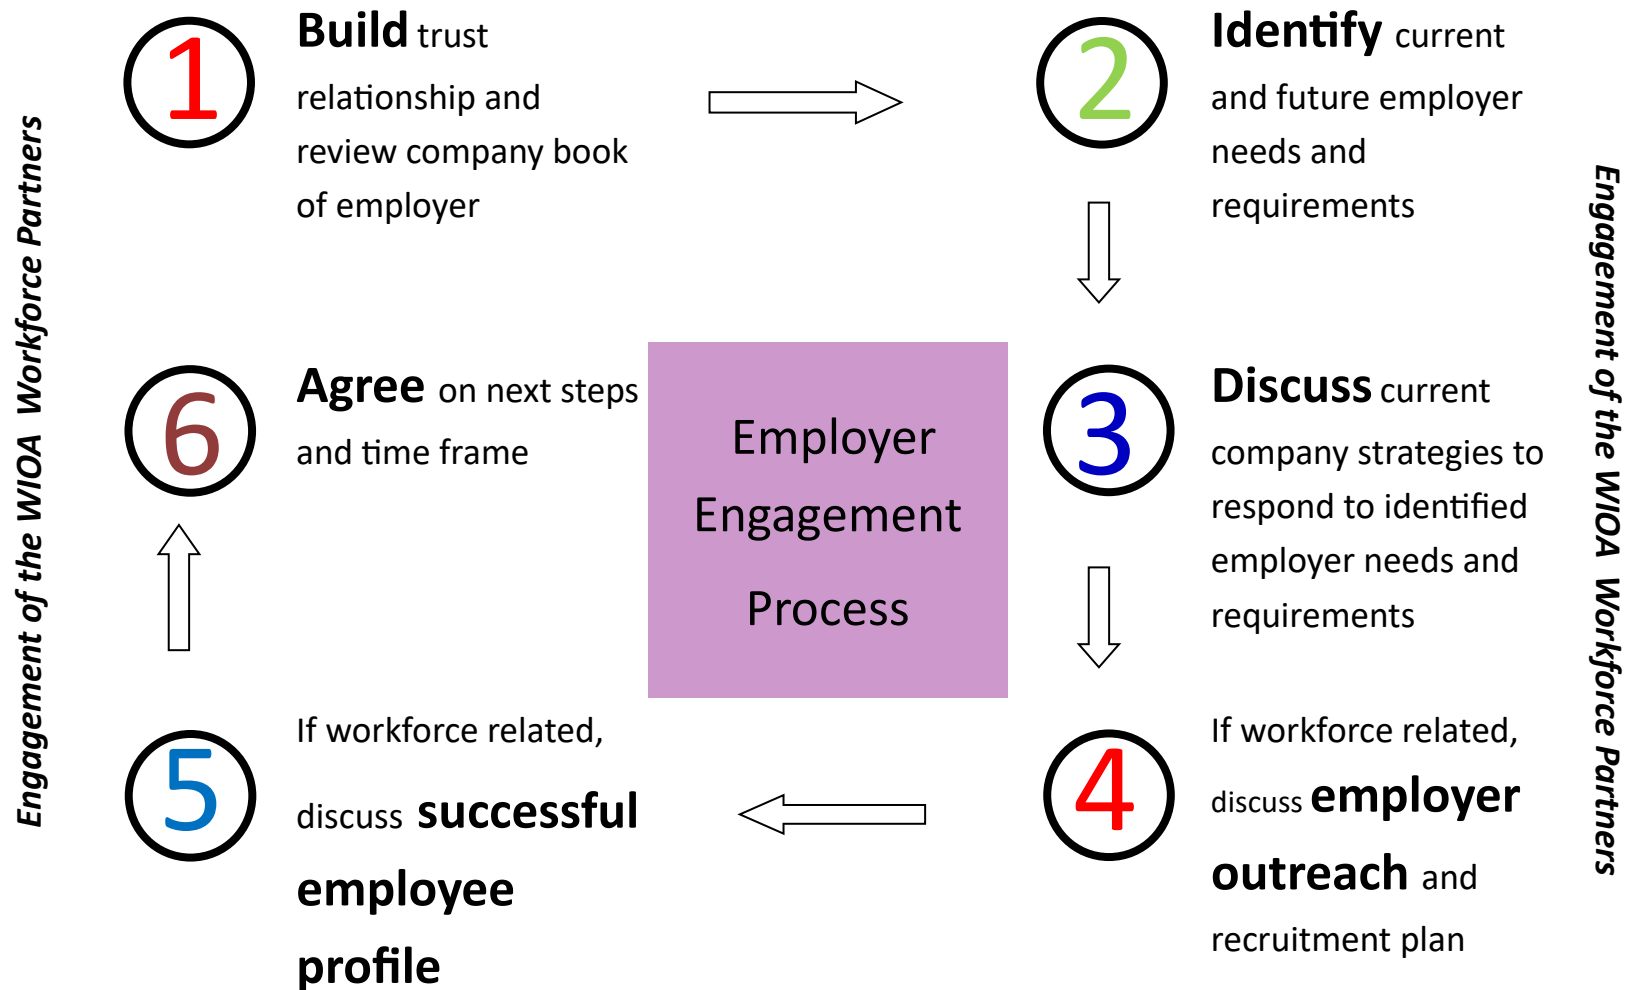 Engagement of the WIOA Workforce Partners
1
Build trust
relationship and
review company book
of employer
2
Identify current
and future employer
needs and
requirements
3
Discuss current
company strategies to
respond to identified
employer needs and
requirements
4
If workforce related,
discuss employer
outreach and
recruitment plan
5
If workforce related,
discuss successful
employee
profile
6
Agree on next steps
and time frame
Employer
Engagement
Process
Engagement of the WIOA Workforce Partners